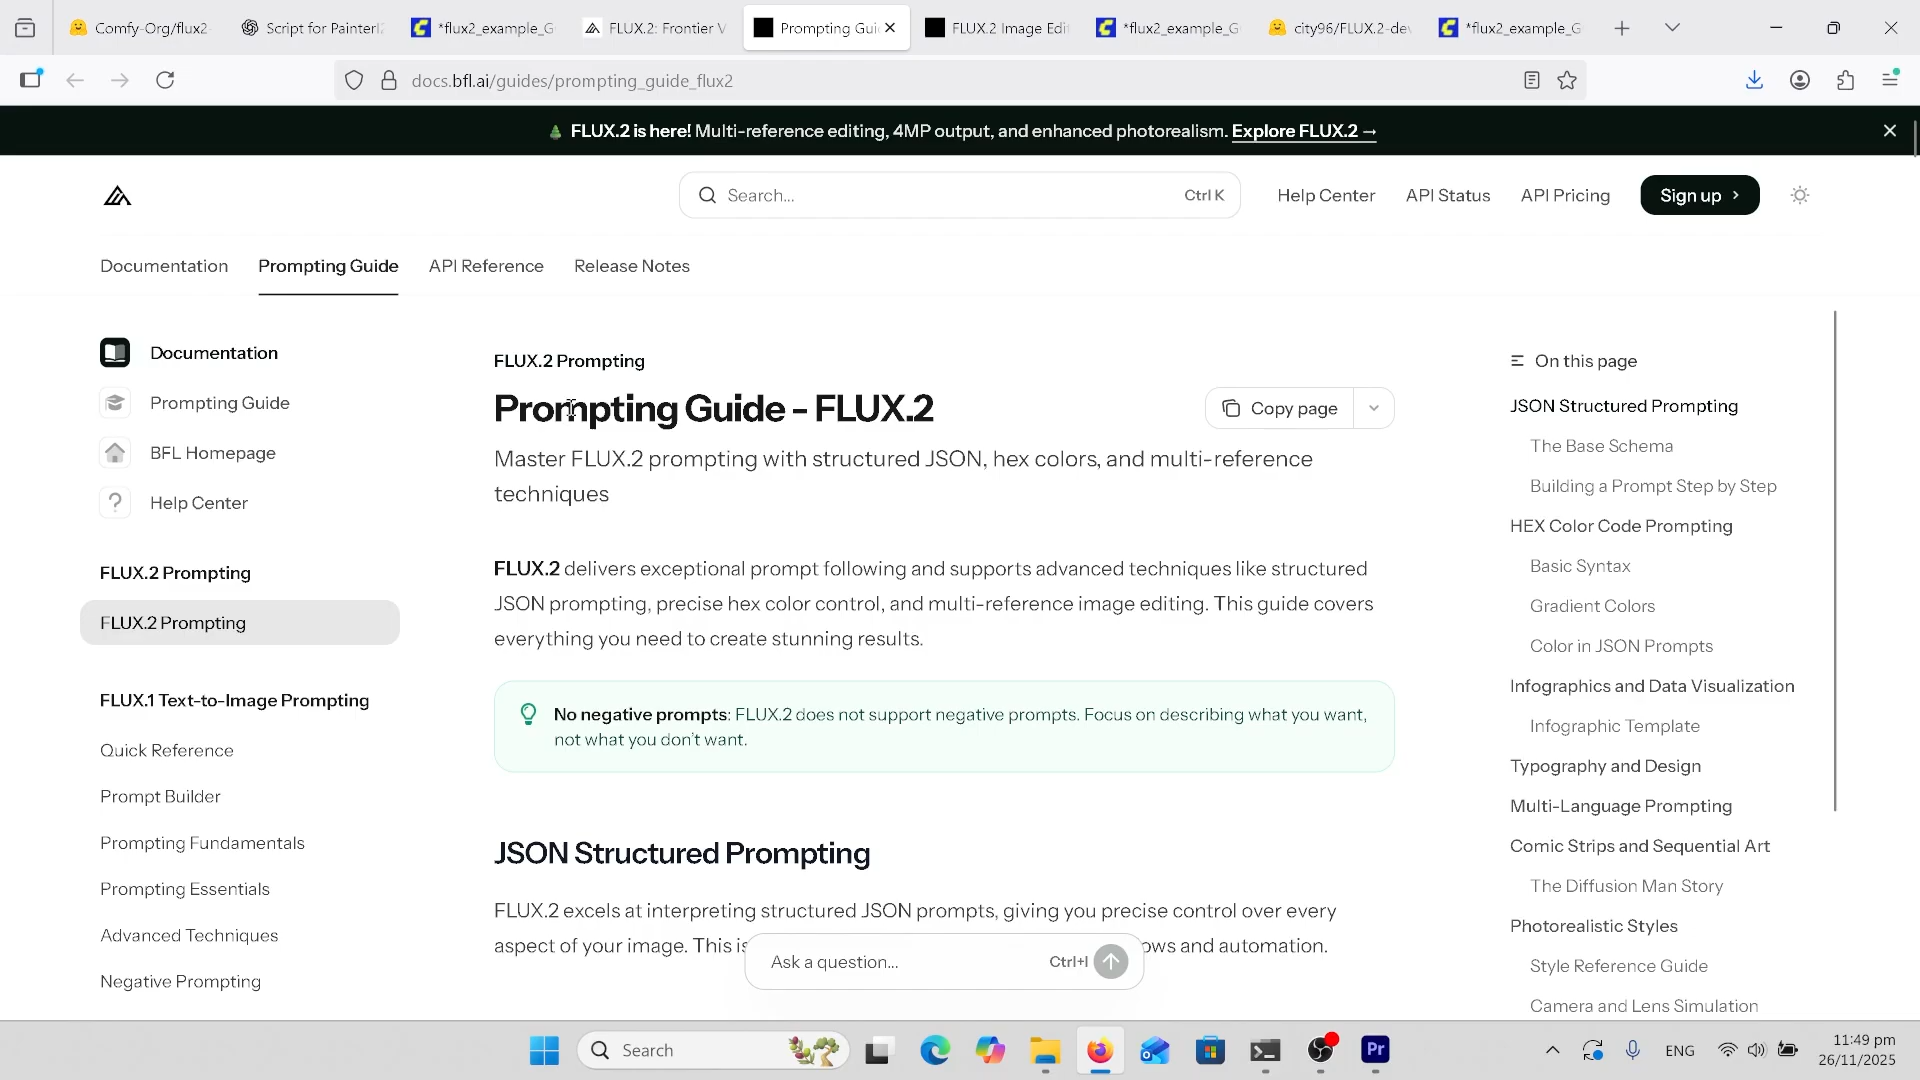 Comfy-Org/flux2-
Script for PainterI2
*flux2_example_G
FLUX.2: Frontier V
Prompting Gui
FLUX.2 Image Edit
*flux2_example_G
city96/FLUX.2-dev
*flux2_example_G
docs.bfl.ai/guides/prompting_guide_flux2
🌲 FLUX.2 is here! Multi-reference editing, 4MP output, and enhanced photorealism. Explore FLUX.2 →
Search...
Ctrl K
Help Center
API Status
API Pricing
Sign up
Documentation
Prompting Guide
API Reference
Release Notes
Documentation
Prompting Guide
BFL Homepage
Help Center
FLUX.2 Prompting
FLUX.2 Prompting
FLUX.1 Text-to-Image Prompting
Quick Reference
Prompt Builder
Prompting Fundamentals
Prompting Essentials
Advanced Techniques
Negative Prompting
FLUX.2 Prompting
Prompting Guide - FLUX.2
Copy page
Master FLUX.2 prompting with structured JSON, hex colors, and multi-reference
techniques
FLUX.2 delivers exceptional prompt following and supports advanced techniques like structured
JSON prompting, precise hex color control, and multi-reference image editing. This guide covers
everything you need to create stunning results.
No negative prompts: FLUX.2 does not support negative prompts. Focus on describing what you want,
not what you don't want.
JSON Structured Prompting
FLUX.2 excels at interpreting structured JSON prompts, giving you precise control over every
aspect of your image. This is ows and automation.
Ask a question...
Ctrl+I
On this page
JSON Structured Prompting
The Base Schema
Building a Prompt Step by Step
HEX Color Code Prompting
Basic Syntax
Gradient Colors
Color in JSON Prompts
Infographics and Data Visualization
Infographic Template
Typography and Design
Multi-Language Prompting
Comic Strips and Sequential Art
The Diffusion Man Story
Photorealistic Styles
Style Reference Guide
Camera and Lens Simulation
Search
Pr
ENG
11:49 pm
26/11/2025